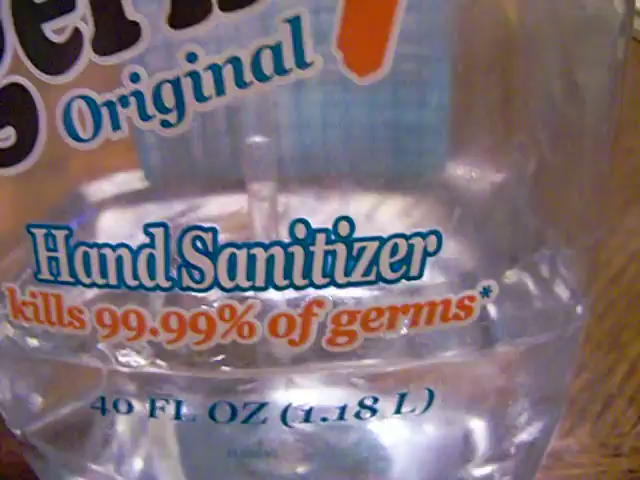 Original
Hand Sanitizer
kills 99.99% of germs*
40 FL OZ (1.18 L)